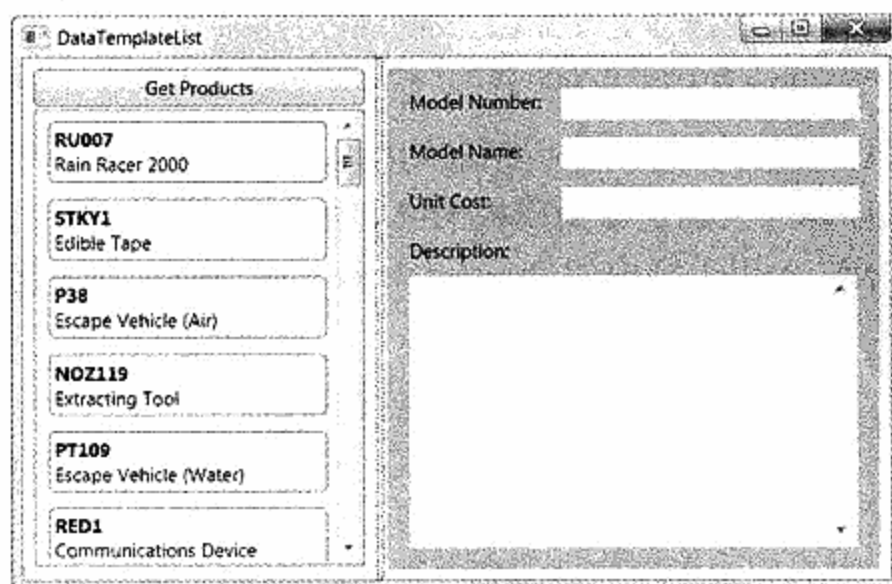 DataTemplateList
Get Products
RU007
Rain Racer 2000
STKY1
Edible Tape
P38
Escape Vehicle (Air)
NOZ119
Extracting Tool
PT109
Escape Vehicle (Water)
RED1
Communications Device
Model Number:
Model Name:
Unit Cost:
Description: